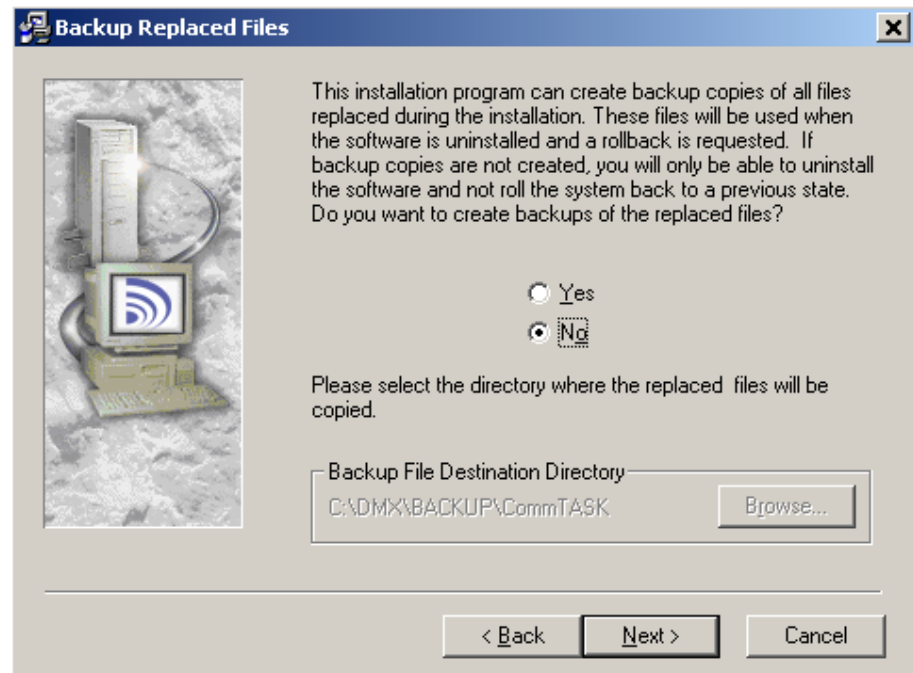 Backup Replaced Files
This installation program can create backup copies of all files
replaced during the installation. These files will be used when
the software is uninstalled and a rollback is requested. If
backup copies are not created, you will only be able to uninstall
the software and not roll the system back to a previous state.
Do you want to create backups of the replaced files?
Yes
No
Please select the directory where the replaced files will be
copied.
Backup File Destination Directory
C:\DMX\BACKUP\CommTASK
Browse...
< Back
Next >
Cancel